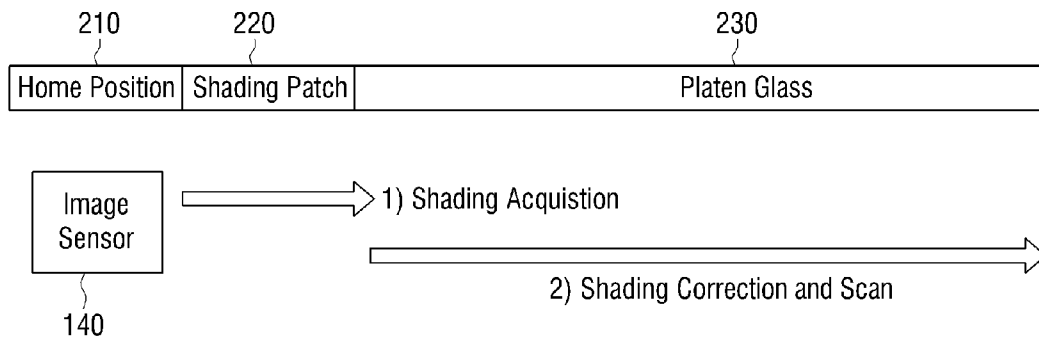 210 220 230
Home Position Shading Patch Platen Glass
Image
Sensor
1) Shading Acquistion
2) Shading Correction and Scan
140